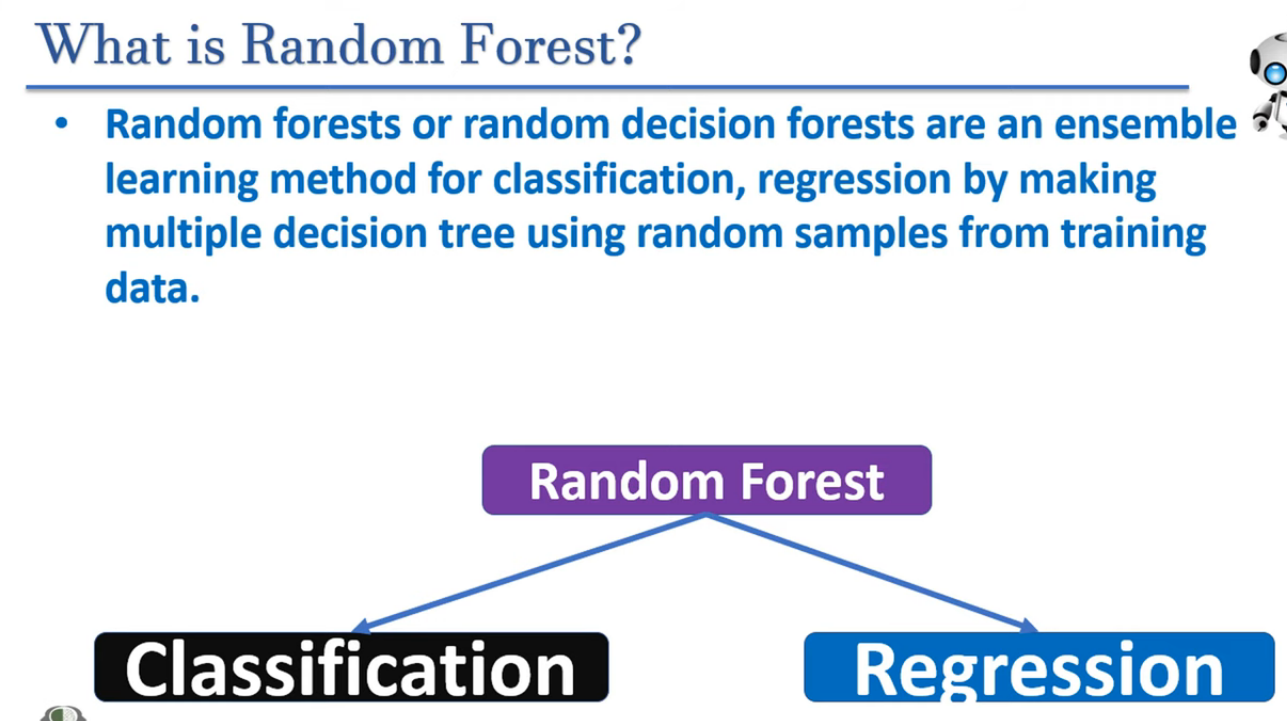 What is Random Forest?
• Random forests or random decision forests are an ensemble
learning method for classification, regression by making
multiple decision tree using random samples from training
data.
Random Forest
Classification
Regression